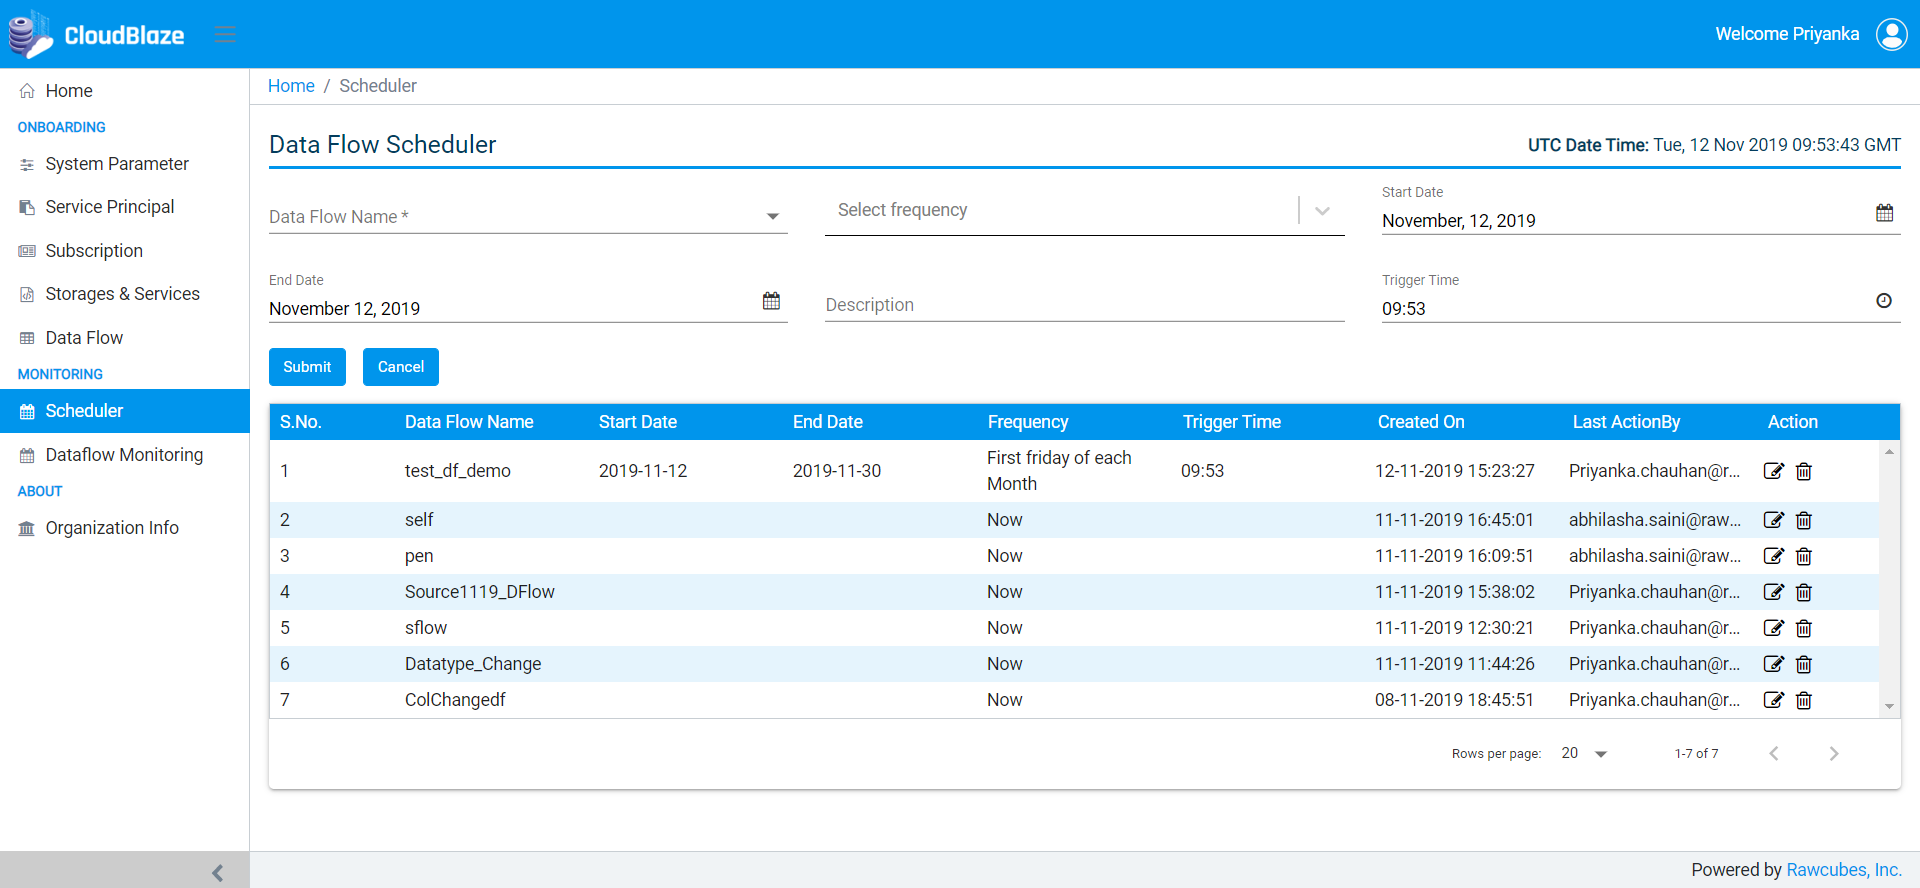 CloudBlaze
Welcome Priyanka
Home
ONBOARDING
System Parameter
Service Principal
Subscription
Storages & Services
Data Flow
MONITORING
Scheduler
Dataflow Monitoring
ABOUT
Organization Info
Home / Scheduler
Data Flow Scheduler
UTC Date Time: Tue, 12 Nov 2019 09:53:43 GMT
Data Flow Name *
Select frequency
Start Date
November, 12, 2019
End Date
November 12, 2019
Description
Trigger Time
09:53
Submit Cancel
S.No. Data Flow Name Start Date End Date Frequency Trigger Time Created On Last ActionBy Action
1 test_df_demo 2019-11-12 2019-11-30 First friday of each Month 09:53 12-11-2019 15:23:27 Priyanka.chauhan@r...
2 self Now 11-11-2019 16:45:01 abhilasha.saini@raw...
3 pen Now 11-11-2019 16:09:51 abhilasha.saini@raw...
4 Source1119_DFlow Now 11-11-2019 15:38:02 Priyanka.chauhan@r...
5 sflow Now 11-11-2019 12:30:21 Priyanka.chauhan@r...
6 Datatype_Change Now 11-11-2019 11:44:26 Priyanka.chauhan@r...
7 ColChangedf Now 08-11-2019 18:45:51 Priyanka.chauhan@r...
Rows per page: 20 1-7 of 7
Powered by Rawcubes, Inc.